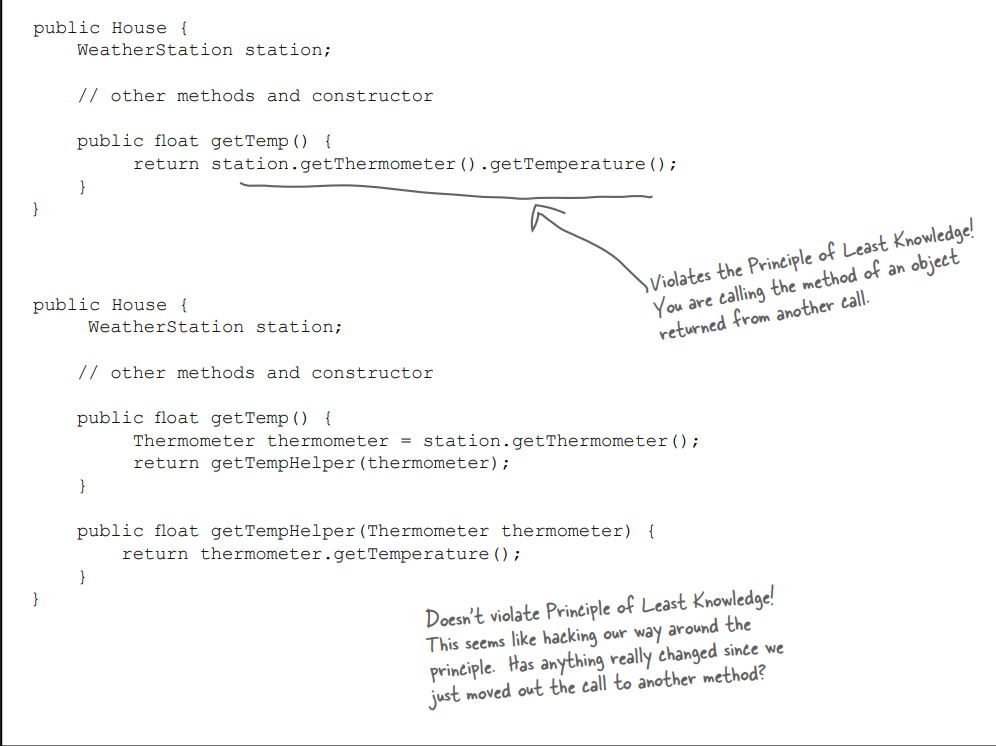 public House {
WeatherStation station;
// other methods and constructor
public float getTemp() {
return station.getThermometer().getTemperature();
}
}
Violates the Principle of Least Knowledge!
You are calling the method of an object
returned from another call.
public House {
WeatherStation station;
// other methods and constructor
public float getTemp() {
Thermometer thermometer = station.getThermometer();
return getTempHelper(thermometer);
}
public float getTempHelper(Thermometer thermometer) {
return thermometer.getTemperature();
}
}
Doesn't violate Principle of Least Knowledge!
This seems like hacking our way around the
principle. Has anything really changed since we
just moved out the call to another method?